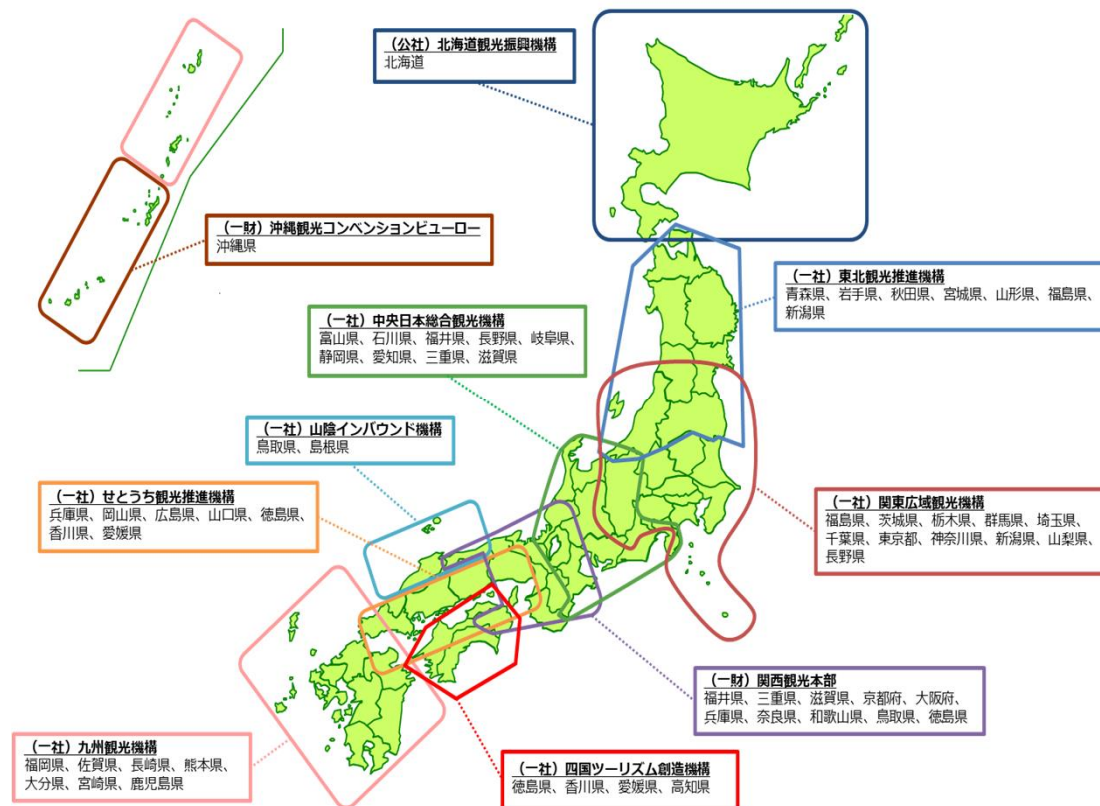 （公社）北海道観光振興機構
北海道
（一財）沖縄観光コンベンションビューロー
沖縄県
（一社）東北観光推進機構
青森県、岩手県、秋田県、宮城県、山形県、福島県、
新潟県
（一社）中央日本総合観光機構
富山県、石川県、福井県、長野県、岐阜県、
静岡県、愛知県、三重県、滋賀県
（一社）山陰インバウンド機構
鳥取県、島根県
（一社）せとうち観光推進機構
兵庫県、岡山県、広島県、山口県、徳島県、
香川県、愛媛県
（一社）関東広域観光機構
福島県、茨城県、栃木県、群馬県、埼玉県、
千葉県、東京都、神奈川県、新潟県、山梨県、
長野県
（一財）関西観光本部
福井県、三重県、滋賀県、京都府、大阪府、
兵庫県、奈良県、和歌山県、鳥取県、徳島県
（一社）九州観光機構
福岡県、佐賀県、長崎県、熊本県、
大分県、宮崎県、鹿児島県
（一社）四国ツーリズム創造機構
徳島県、香川県、愛媛県、高知県